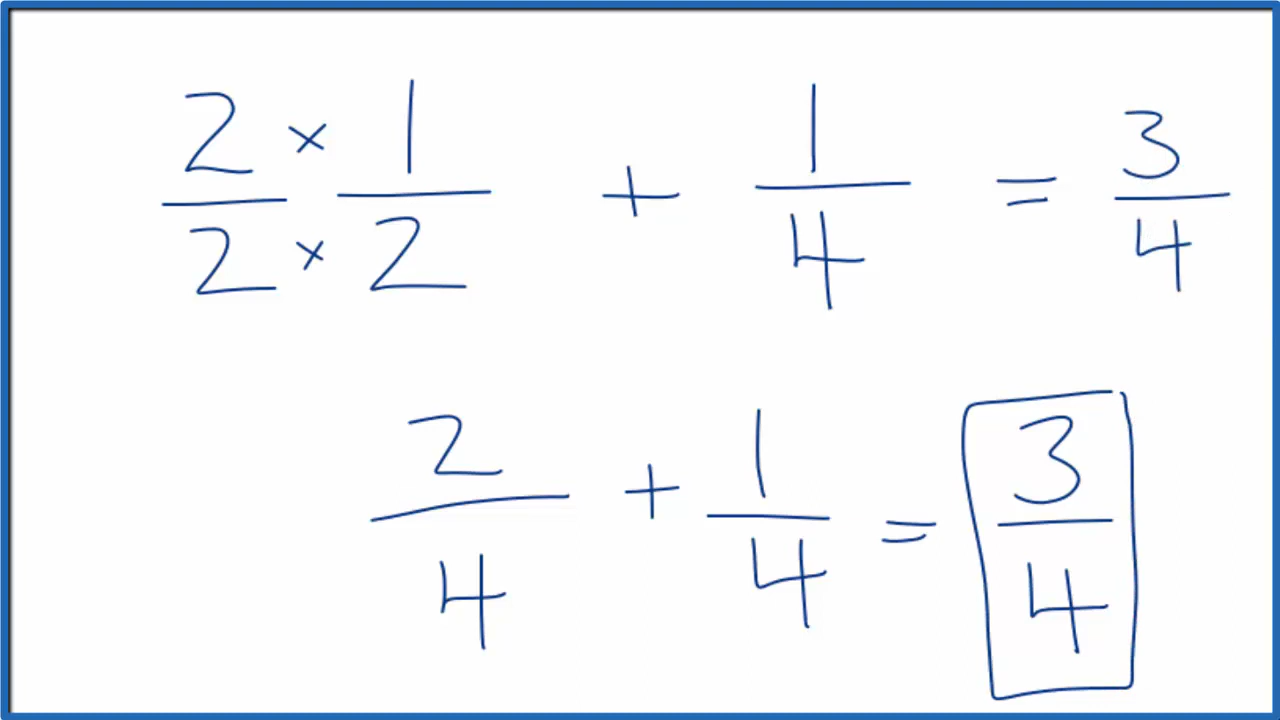 2/2 × 1/2 + 1/4 = 3/4
2/4 + 1/4 = 3/4